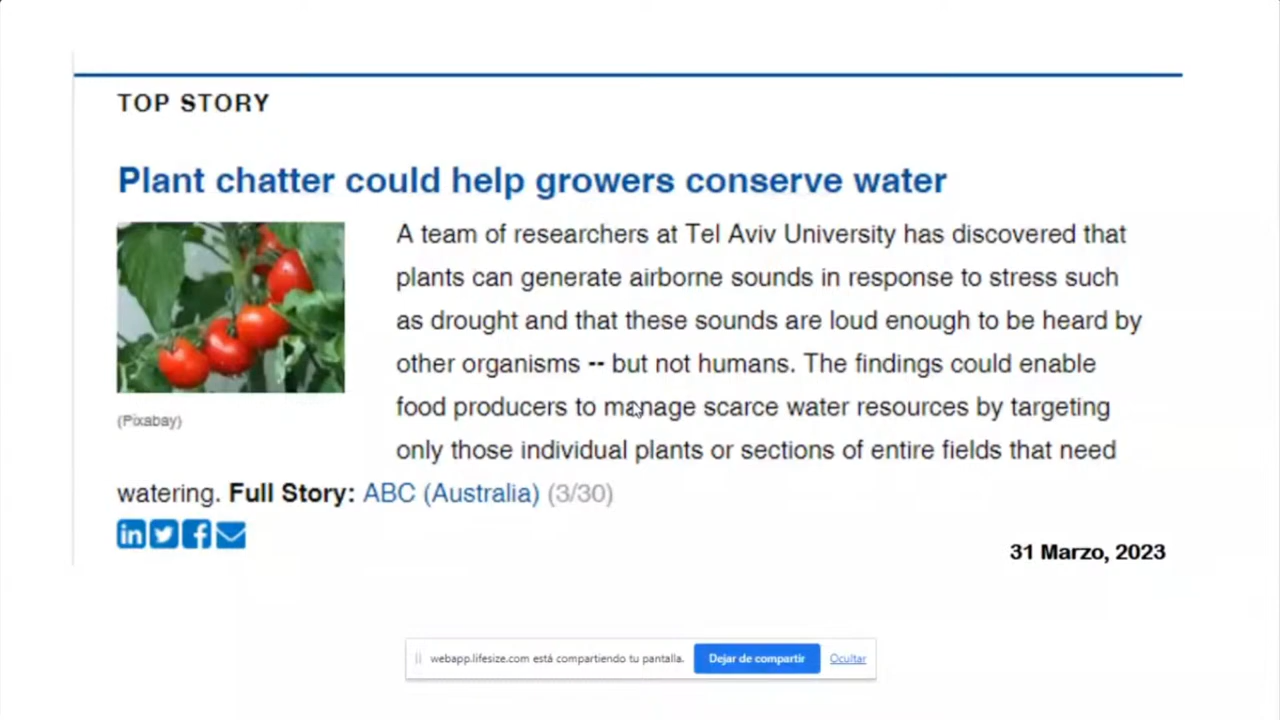 TOP STORY
Plant chatter could help growers conserve water
A team of researchers at Tel Aviv University has discovered that
plants can generate airborne sounds in response to stress such
as drought and that these sounds are loud enough to be heard by
other organisms -- but not humans. The findings could enable
food producers to manage scarce water resources by targeting
(Pixabay)
only those individual plants or sections of entire fields that need
watering. Full Story: ABC (Australia) (3/30)
31 Marzo, 2023
webapp.lifesize.com está compartiendo tu pantalla. Dejar de compartir Ocultar